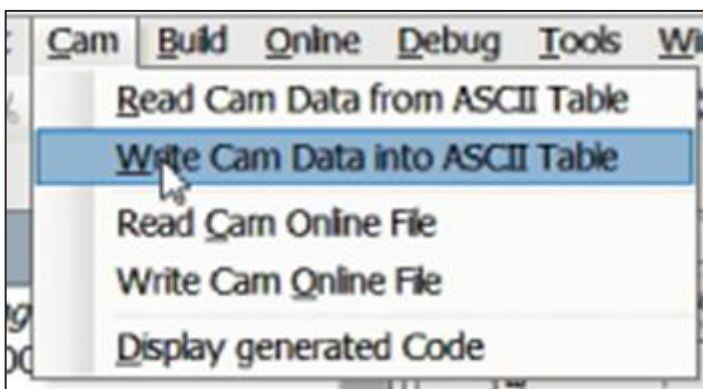 Cam Build Online Debug Tools
Read Cam Data from ASCII Table
Write Cam Data into ASCII Table
Read Cam Online File
Write Cam Online File
Display generated Code